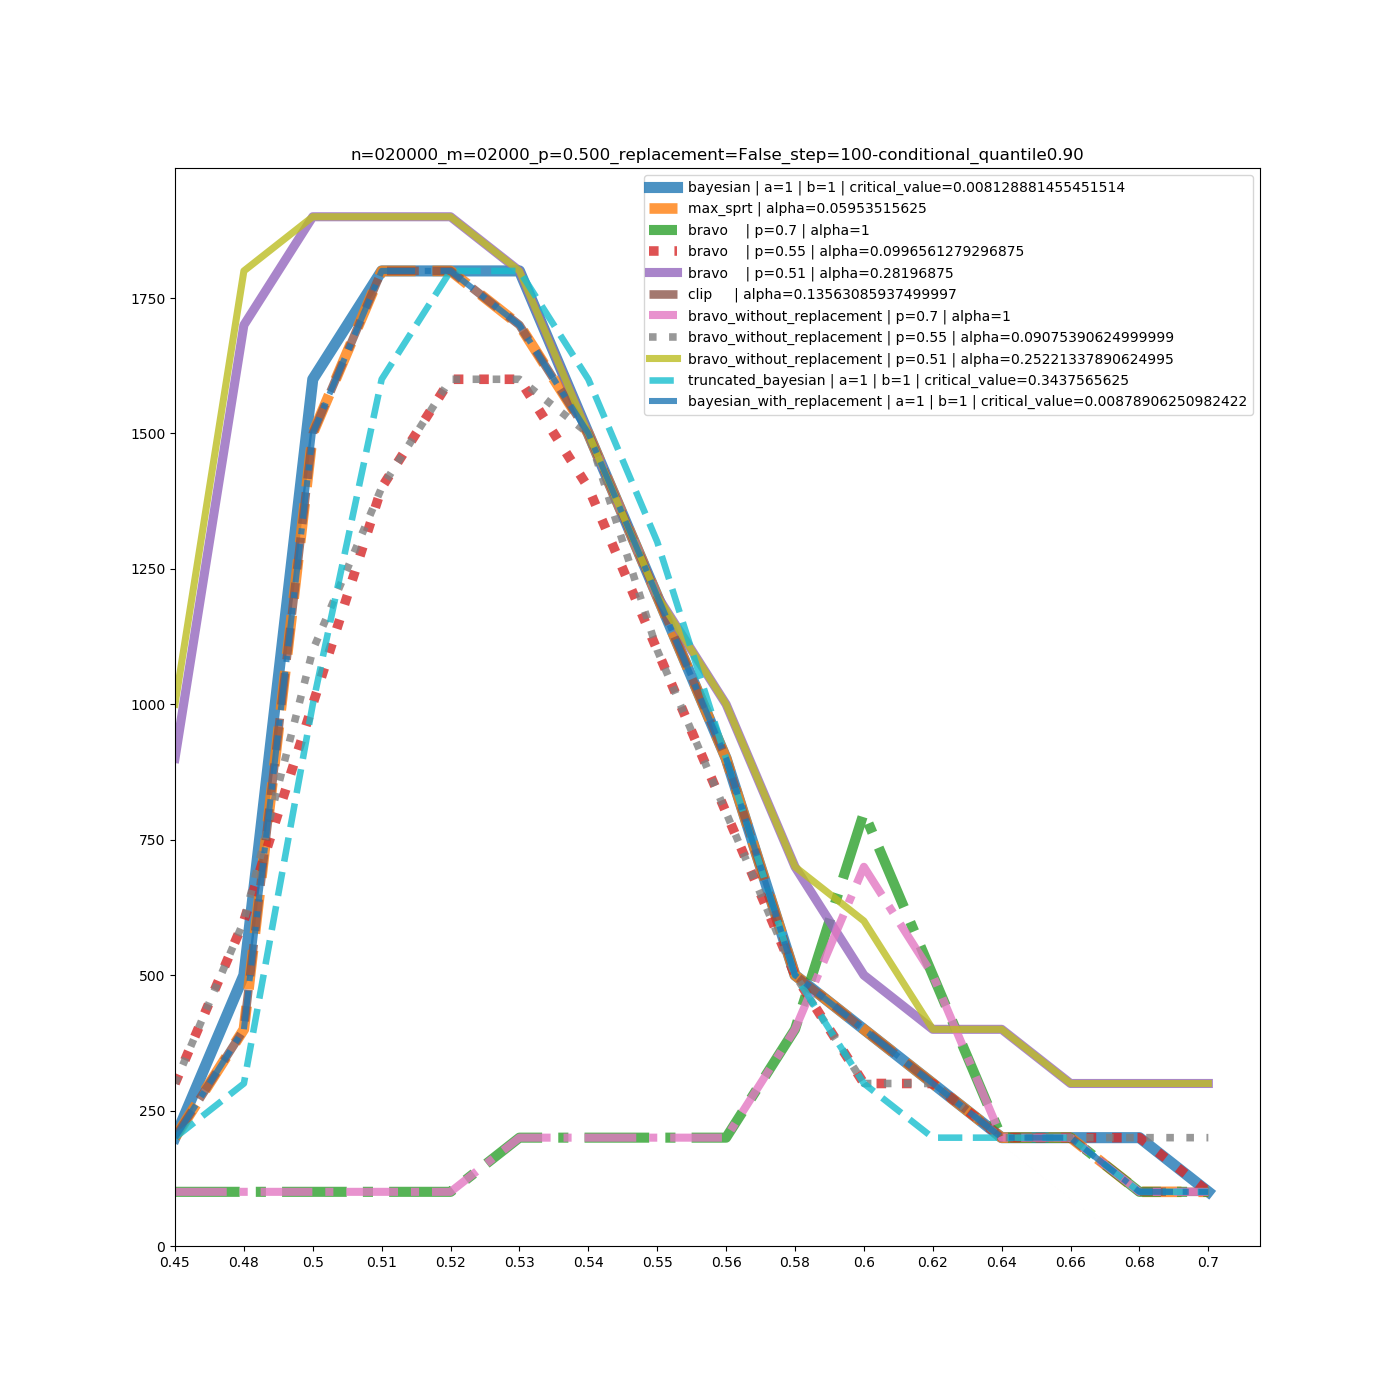 n=020000_m=02000_p=0.500_replacement=False_step=100-conditional_quantile0.90
bayesian | a=1 | b=1 | critical_value=0.008128881455451514
max_sprt | alpha=0.05953515625
bravo    | p=0.7 | alpha=1
bravo    | p=0.55 | alpha=0.0996561279296875
bravo    | p=0.51 | alpha=0.28196875
clip     | alpha=0.13563085937499997
bravo_without_replacement | p=0.7 | alpha=1
bravo_without_replacement | p=0.55 | alpha=0.09075390624999999
bravo_without_replacement | p=0.51 | alpha=0.25221337890624995
truncated_bayesian | a=1 | b=1 | critical_value=0.3437565625
bayesian_with_replacement | a=1 | b=1 | critical_value=0.00878906250982422
1750
1500
1250
1000
750
500
250
0
0.45 0.48 0.5 0.51 0.52 0.53 0.54 0.55 0.56 0.58 0.6 0.62 0.64 0.66 0.68 0.7